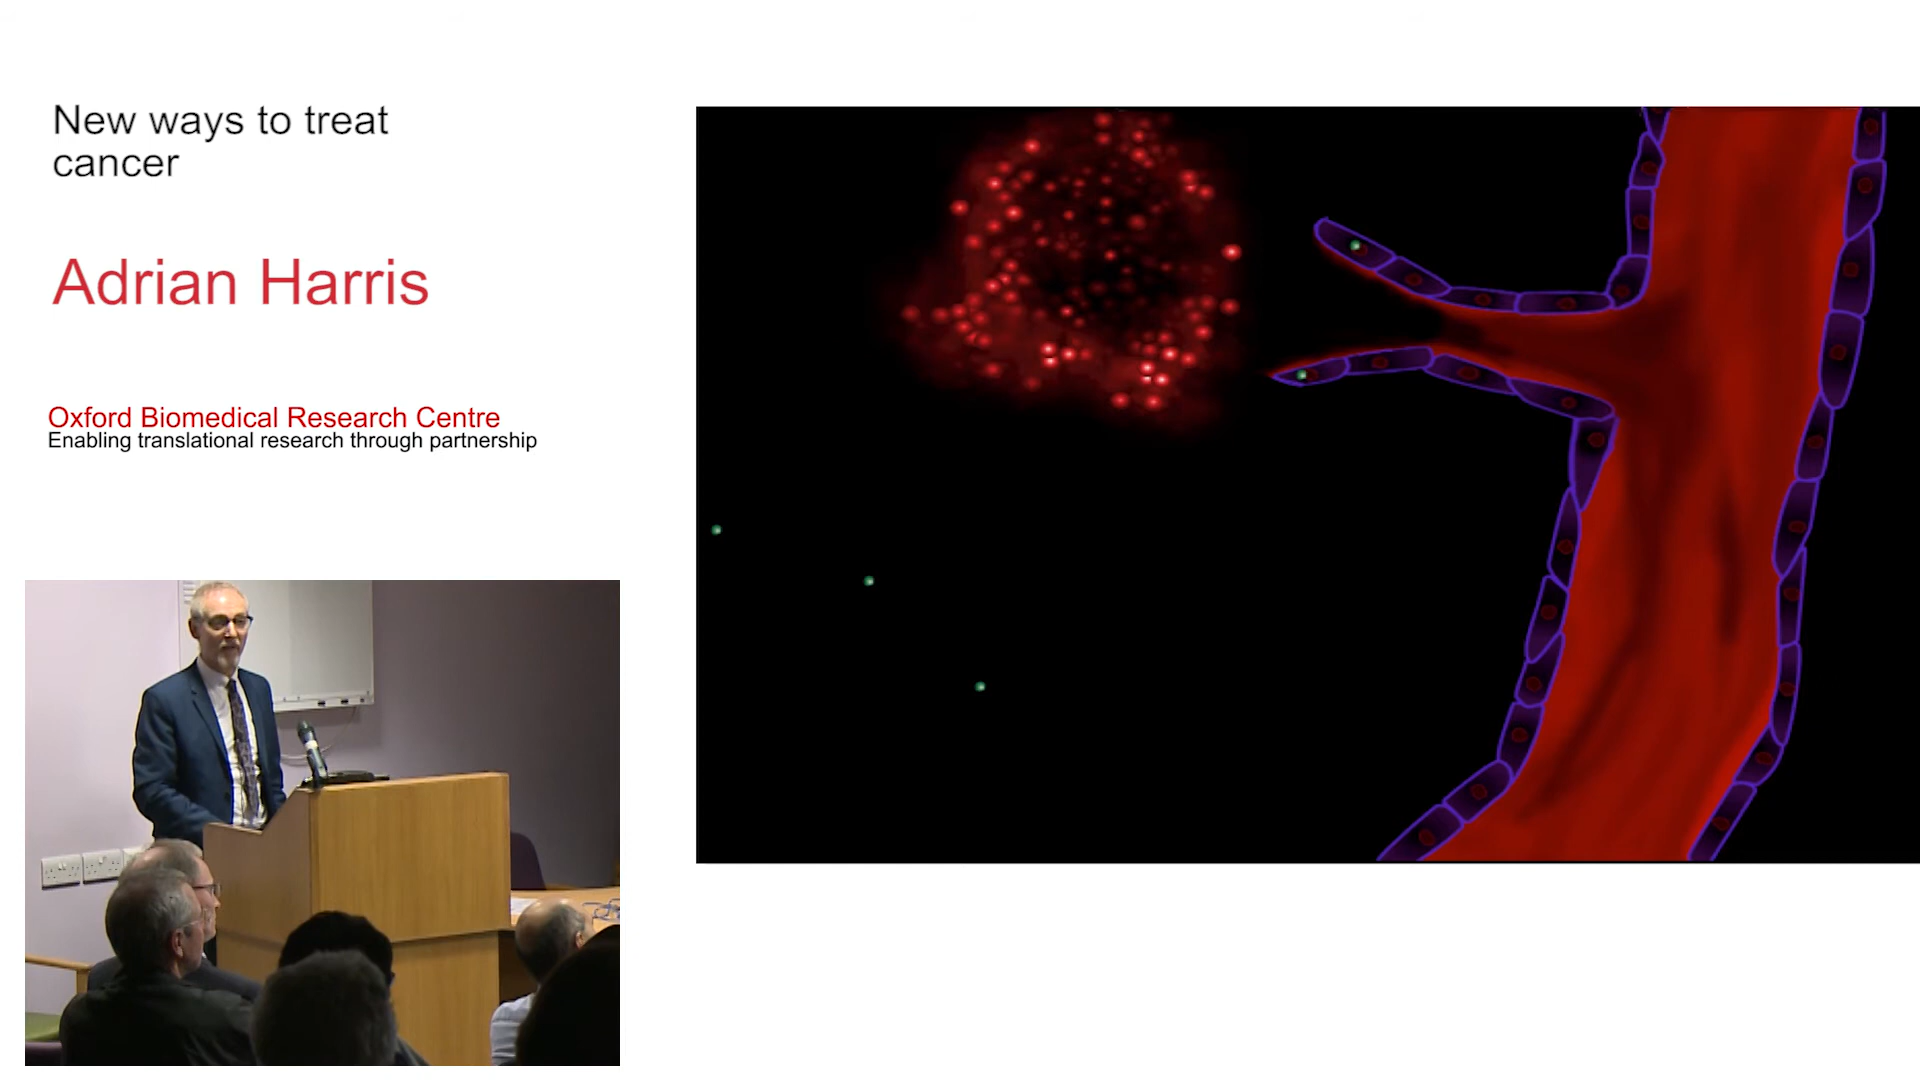 New ways to treat
cancer
Adrian Harris
Oxford Biomedical Research Centre
Enabling translational research through partnership